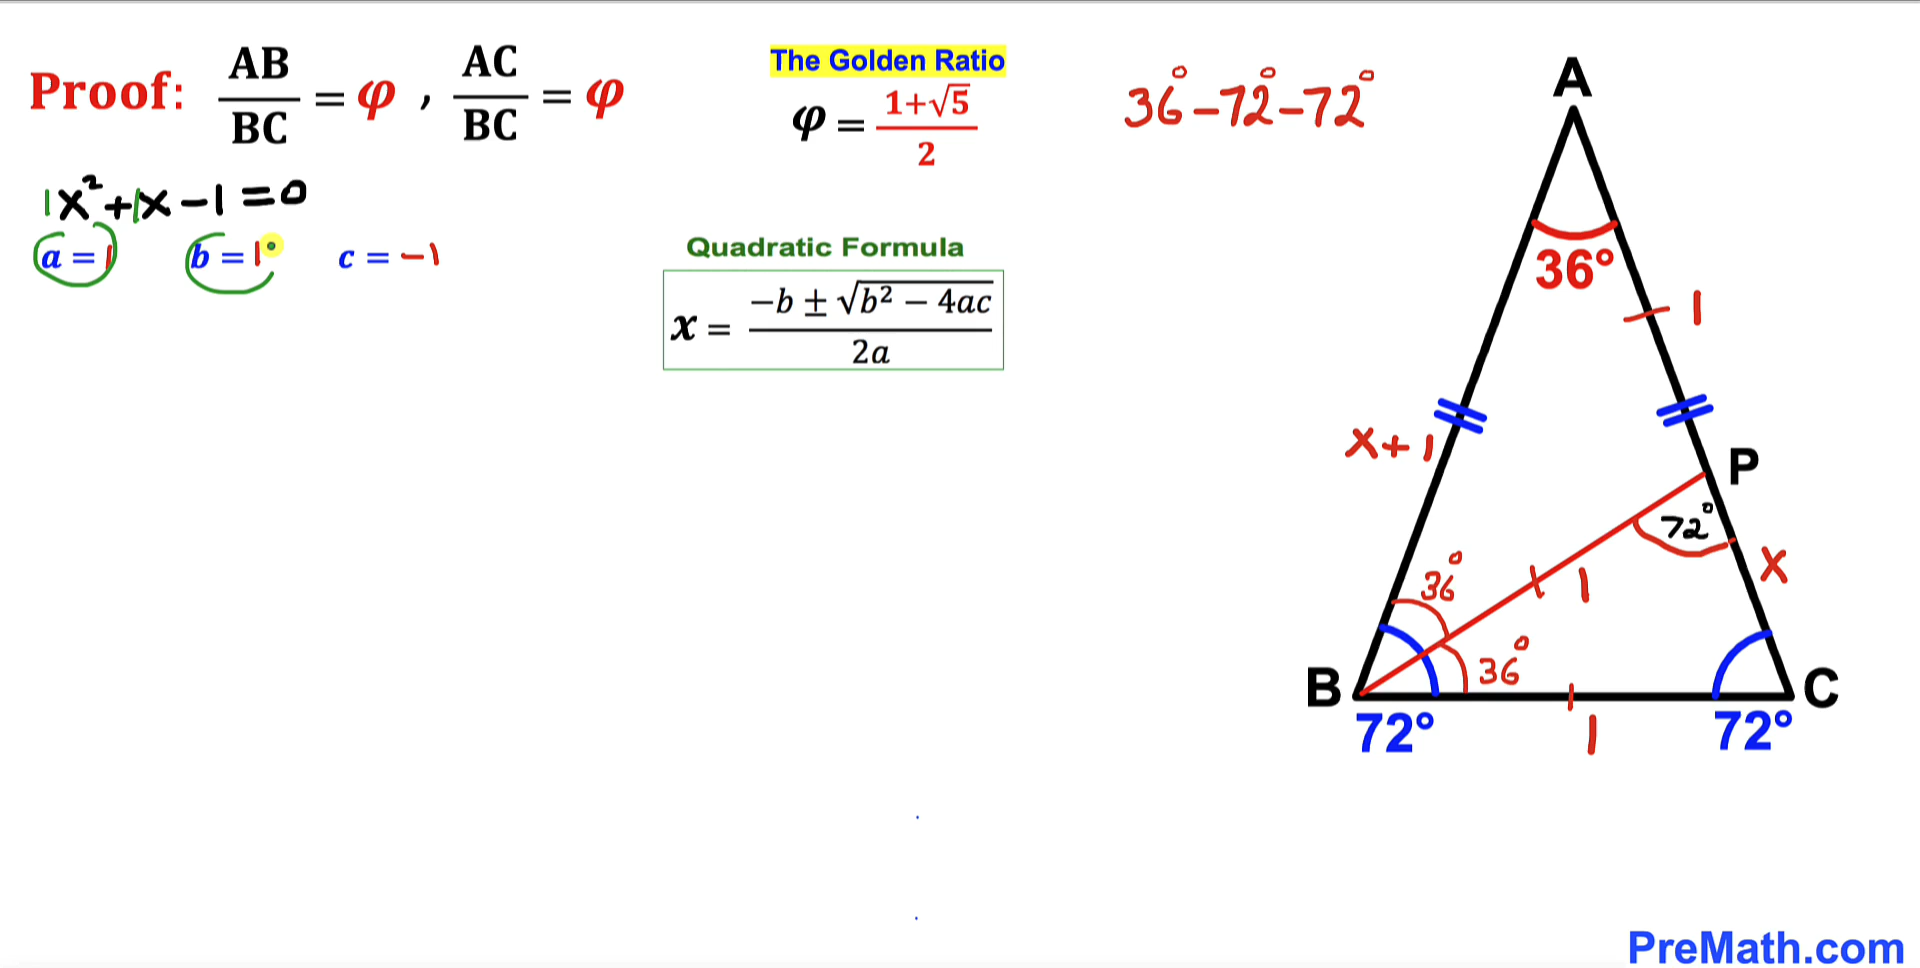 Proof: AB/BC = φ , AC/BC = φ
1x² + 1x − 1 = 0
a = 1 b = 1 c = −1
The Golden Ratio
φ = (1+√5)/2
Quadratic Formula
x = (−b ± √(b² − 4ac))/(2a)
36°−72°−72°
A
36°
1
x+1
P
72°
x
36°
1
36°
B
C
72°
1
72°
PreMath.com